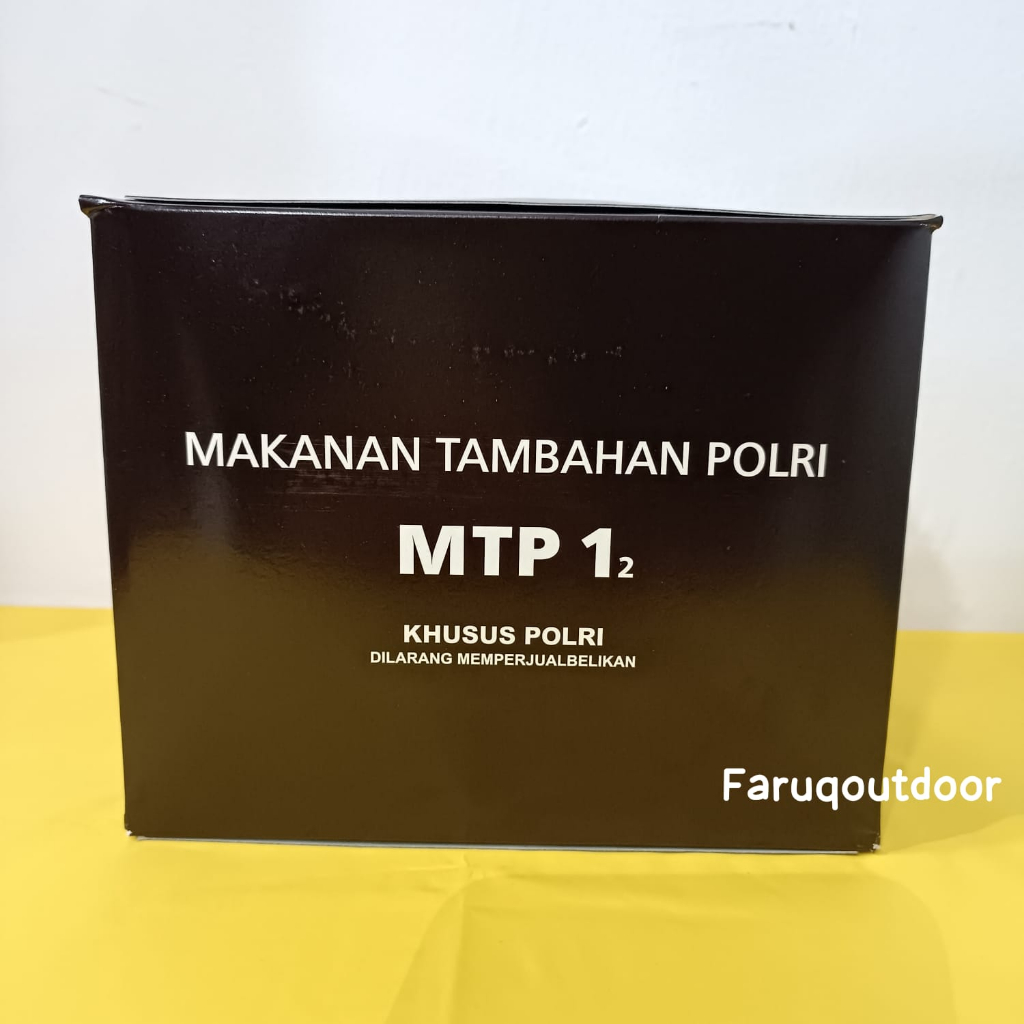 MAKANAN TAMBAHAN POLRI
MTP 1₂
KHUSUS POLRI
DILARANG MEMPERJUALBELIKAN
Faruqoutdoor